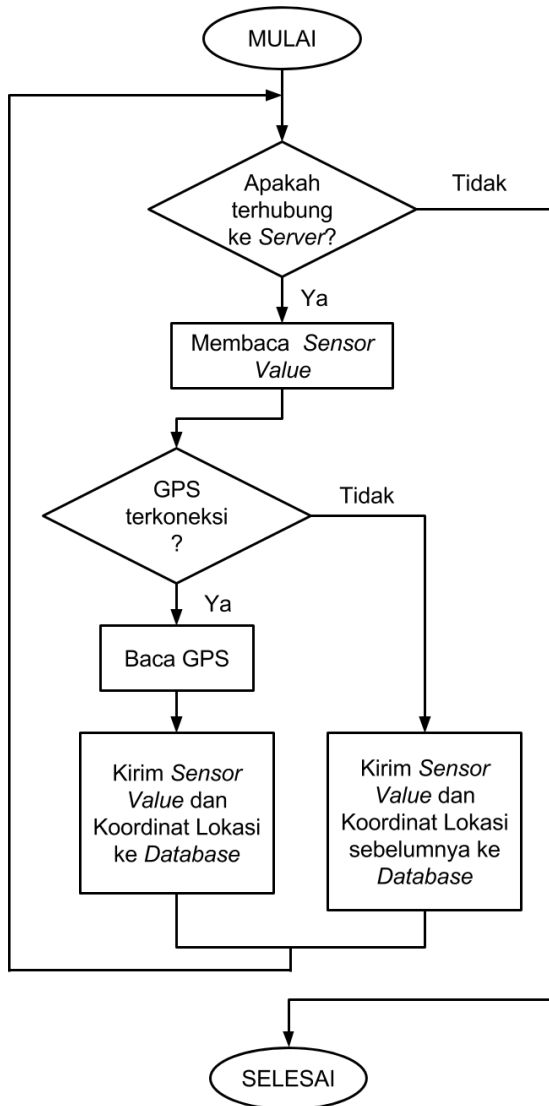 MULAI
Apakah
terhubung
ke Server?
Tidak
Ya
Membaca Sensor
Value
GPS
terkoneksi
?
Tidak
Ya
Baca GPS
Kirim Sensor
Value dan
Koordinat Lokasi
ke Database
Kirim Sensor
Value dan
Koordinat Lokasi
sebelumnya ke
Database
SELESAI